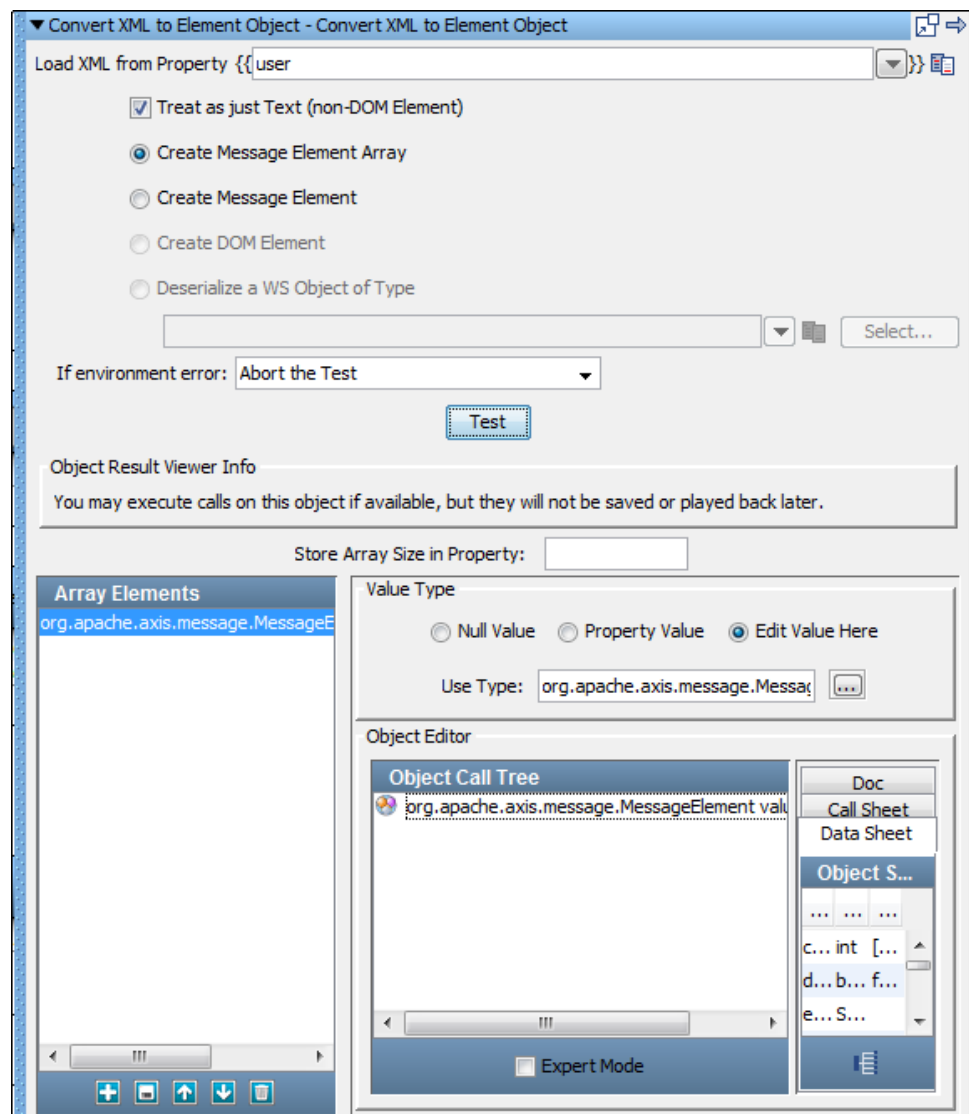 Convert XML to Element Object - Convert XML to Element Object
Load XML from Property {{ user }}
Treat as just Text (non-DOM Element)
Create Message Element Array
Create Message Element
Create DOM Element
Deserialize a WS Object of Type
Select...
If environment error: Abort the Test
Test
Object Result Viewer Info
You may execute calls on this object if available, but they will not be saved or played back later.
Store Array Size in Property:
Array Elements
org.apache.axis.message.MessageE
Value Type
Null Value Property Value Edit Value Here
Use Type: org.apache.axis.message.Messag ...
Object Editor
Object Call Tree
org.apache.axis.message.MessageElement valu
Expert Mode
Doc
Call Sheet
Data Sheet
Object S...
... ... ...
c... int [...
d... b... f...
e... S...